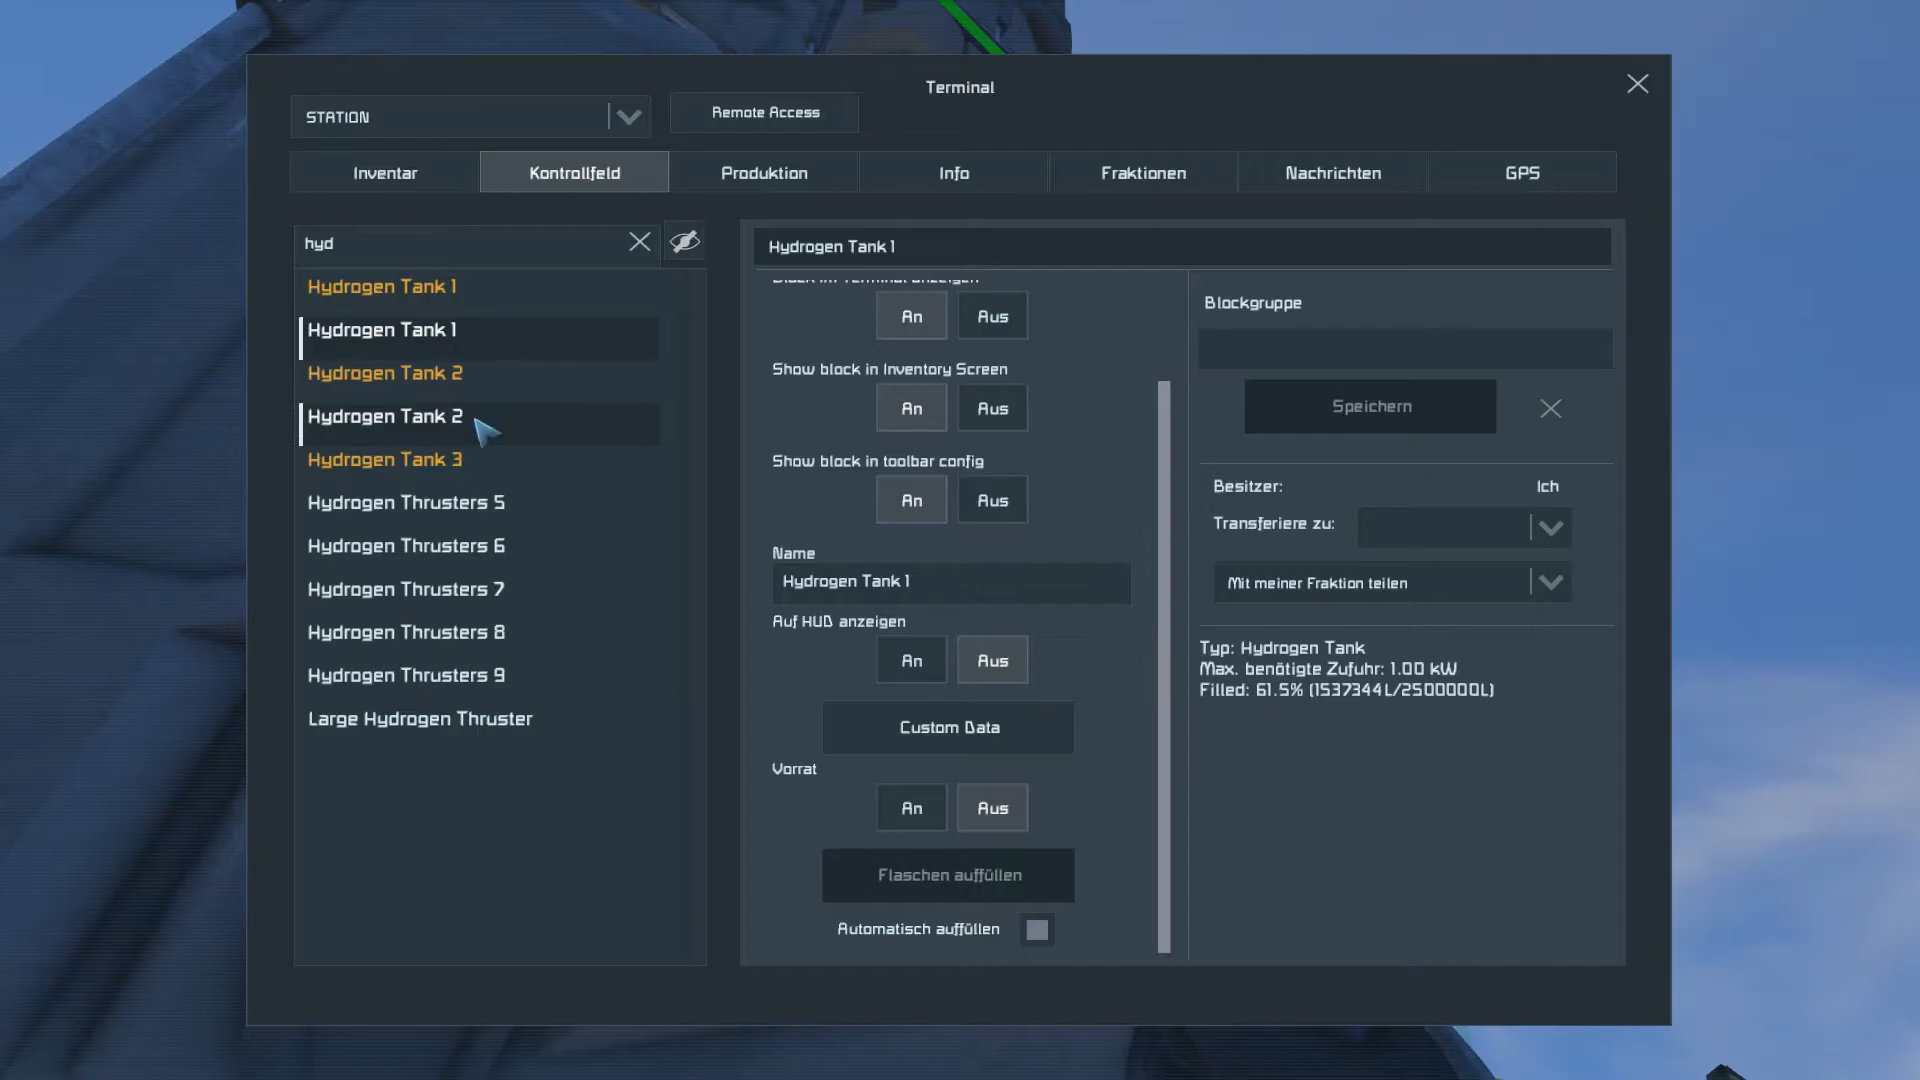 Terminal
STATION
Remote Access
Inventar
Kontrollfeld
Produktion
Info
Fraktionen
Nachrichten
GPS
hyd
Hydrogen Tank 1
Hydrogen Tank 1
Hydrogen Tank 2
Hydrogen Tank 2
Hydrogen Tank 3
Hydrogen Thrusters 5
Hydrogen Thrusters 6
Hydrogen Thrusters 7
Hydrogen Thrusters 8
Hydrogen Thrusters 9
Large Hydrogen Thruster
Hydrogen Tank 1
Block im Terminal anzeigen
An Aus
Show block in Inventory Screen
An Aus
Show block in toolbar config
An Aus
Name
Hydrogen Tank 1
Auf HUD anzeigen
An Aus
Custom Data
Vorrat
An Aus
Flaschen auffüllen
Automatisch auffüllen
Blockgruppe
Speichern
Besitzer: Ich
Transferiere zu:
Mit meiner Fraktion teilen
Typ: Hydrogen Tank
Max. benötigte Zufuhr: 1.00 kW
Filled: 61.5% (1537344L/2500000L)